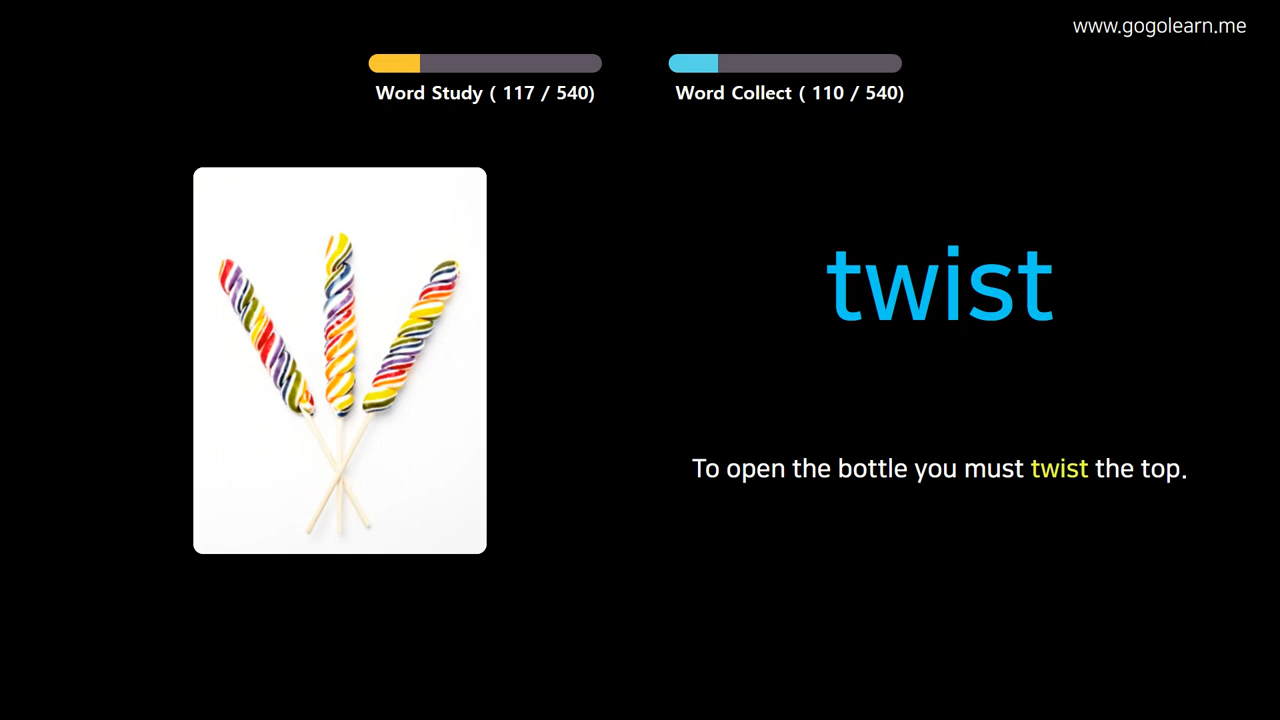 www.gogolearn.me
Word Study ( 117 / 540)
Word Collect ( 110 / 540)
twist
To open the bottle you must twist the top.